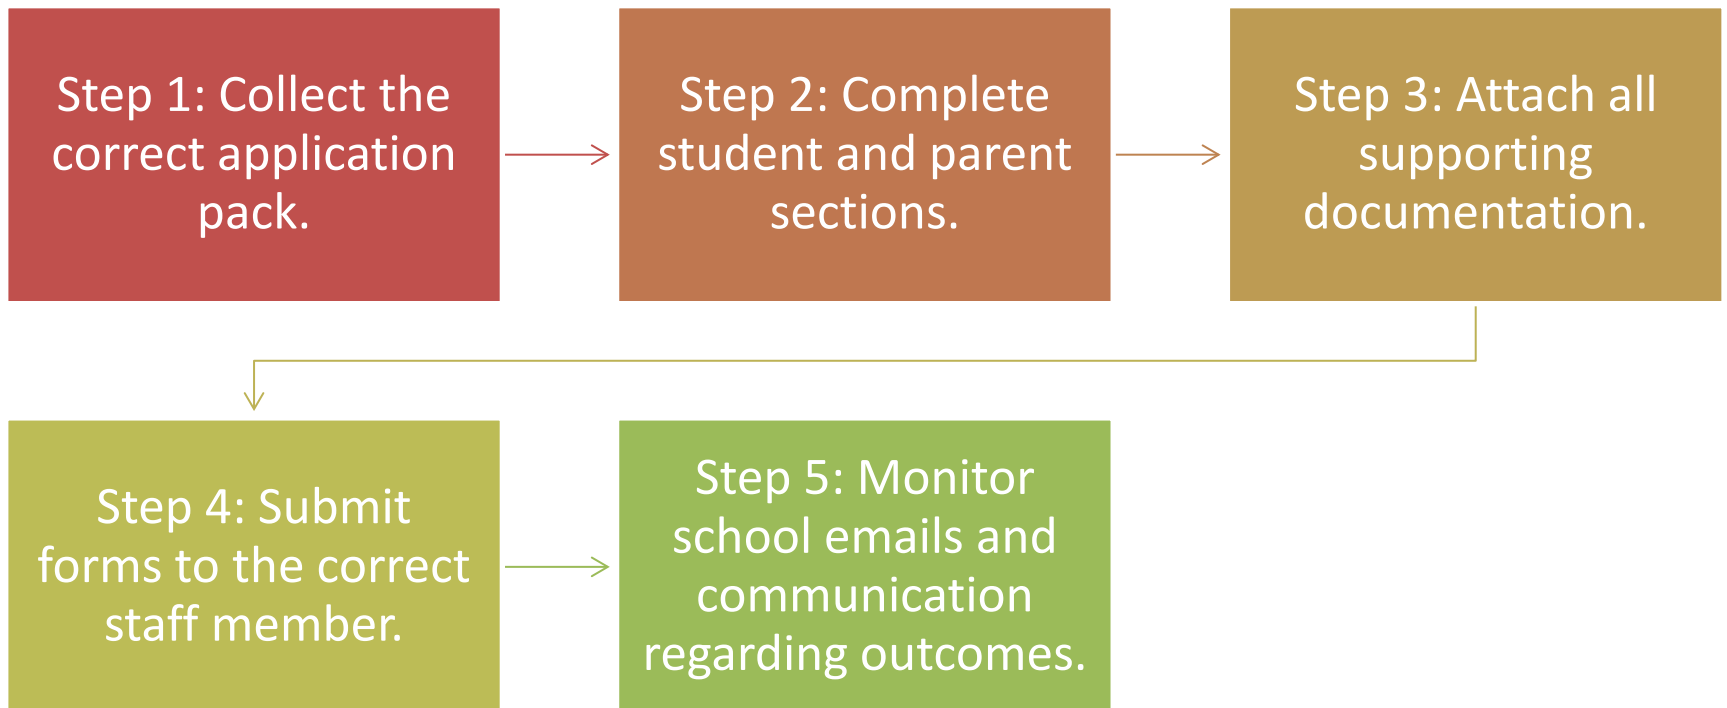 Step 1: Collect the
correct application
pack.
Step 2: Complete
student and parent
sections.
Step 3: Attach all
supporting
documentation.
Step 4: Submit
forms to the correct
staff member.
Step 5: Monitor
school emails and
communication
regarding outcomes.